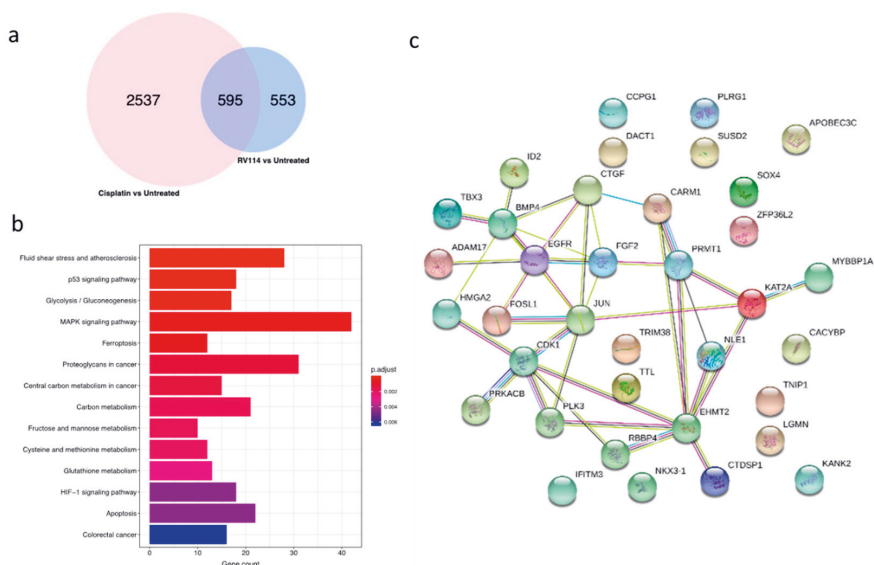 a
2537
595
553
RV114 vs Untreated
Cisplatin vs Untreated
b
Fluid shear stress and atherosclerosis
p53 signaling pathway
Glycolysis / Gluconeogenesis
MAPK signaling pathway
Ferroptosis
Proteoglycans in cancer
Central carbon metabolism in cancer
Carbon metabolism
Fructose and mannose metabolism
Cysteine and methionine metabolism
Glutathione metabolism
HIF-1 signaling pathway
Apoptosis
Colorectal cancer
0
10
20
30
40
Gene count
p.adjust
0.002
0.004
0.006
c
CCPG1
PLRG1
DACT1
SUSD2
APOBEC3C
ID2
CTGF
SOX4
TBX3
BMP4
CARM1
ZFP36L2
ADAM17
EGFR
FGF2
PRMT1
MYBBP1A
KAT2A
HMGA2
FOSL1
JUN
TRIM38
NLE1
CACYBP
CDK1
TTL
TNIP1
PRKACB
PLK3
EHMT2
LGMN
RBBP4
IFITM3
NKX3-1
CTDSP1
KANK2